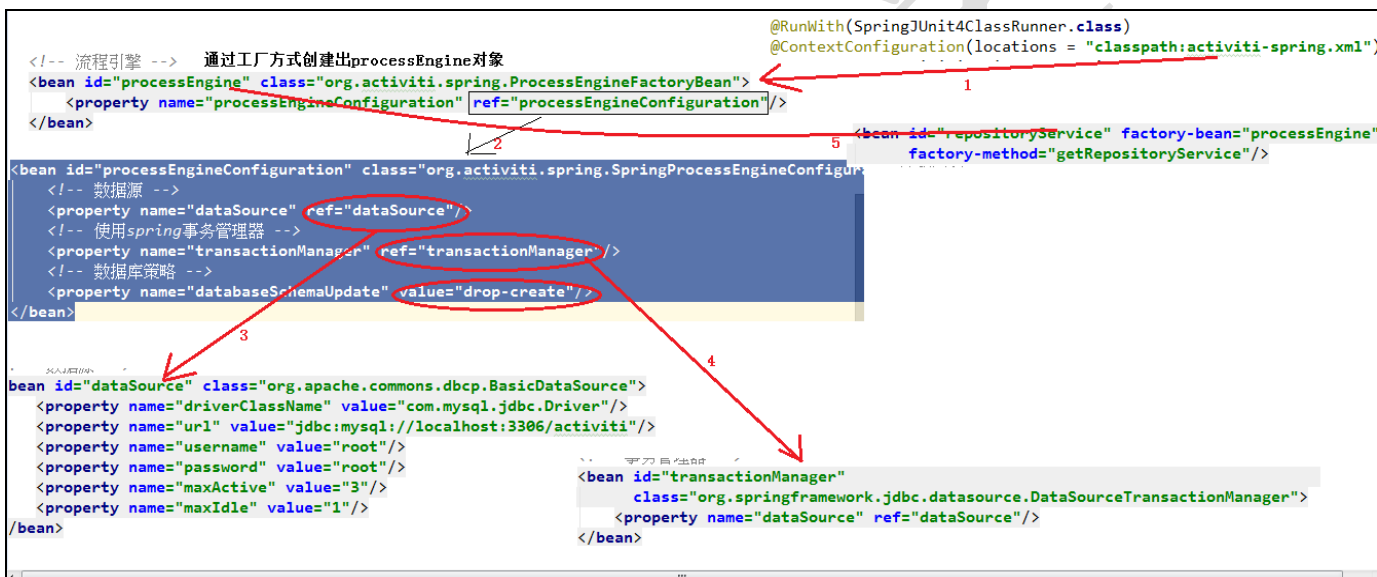 @RunWith(SpringJUnit4ClassRunner.class)
@ContextConfiguration(locations = "classpath:activiti-spring.xml")
<!-- 流程引擎 --> 通过工厂方式创建出processEngine对象
<bean id="processEngine" class="org.activiti.spring.ProcessEngineFactoryBean">
<property name="processEngineConfiguration" ref="processEngineConfiguration"/>
</bean>
1
2
5
<bean id="repositoryService" factory-bean="processEngine"
factory-method="getRepositoryService"/>
<bean id="processEngineConfiguration" class="org.activiti.spring.SpringProcessEngineConfigur
<!-- 数据源 -->
<property name="dataSource" ref="dataSource"/>
<!-- 使用spring事务管理器 -->
<property name="transactionManager" ref="transactionManager"/>
<!-- 数据库策略 -->
<property name="databaseSchemaUpdate" value="drop-create"/>
</bean>
3
4
bean id="dataSource" class="org.apache.commons.dbcp.BasicDataSource">
<property name="driverClassName" value="com.mysql.jdbc.Driver"/>
<property name="url" value="jdbc:mysql://localhost:3306/activiti"/>
<property name="username" value="root"/>
<property name="password" value="root"/>
<property name="maxActive" value="3"/>
<property name="maxIdle" value="1"/>
/bean>
<bean id="transactionManager"
class="org.springframework.jdbc.datasource.DataSourceTransactionManager">
<property name="dataSource" ref="dataSource"/>
</bean>